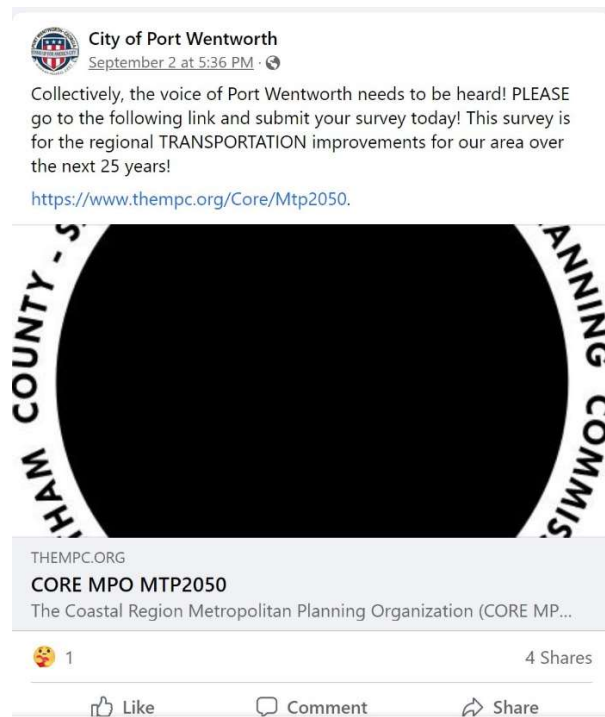 City of Port Wentworth
September 2 at 5:36 PM ·
Collectively, the voice of Port Wentworth needs to be heard! PLEASE
go to the following link and submit your survey today! This survey is
for the regional TRANSPORTATION improvements for our area over
the next 25 years!
https://www.thempc.org/Core/Mtp2050.
THAM COUNTY - S
ANNING COMMIS
THEMPC.ORG
CORE MPO MTP2050
The Coastal Region Metropolitan Planning Organization (CORE MP...
1
4 Shares
Like
Comment
Share